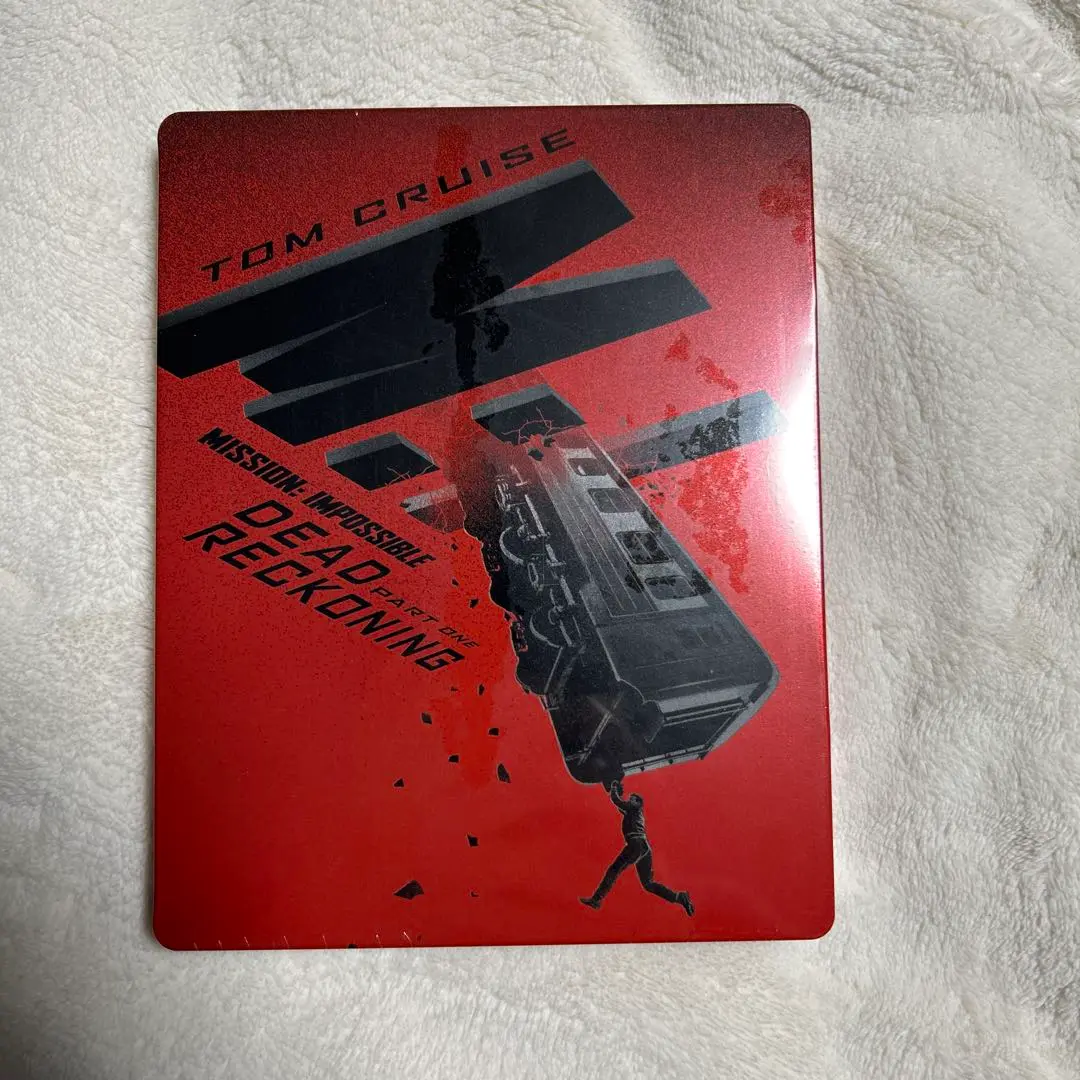 TOM CRUISE
M:I
MISSION: IMPOSSIBLE
DEAD
RECKONING
PART ONE